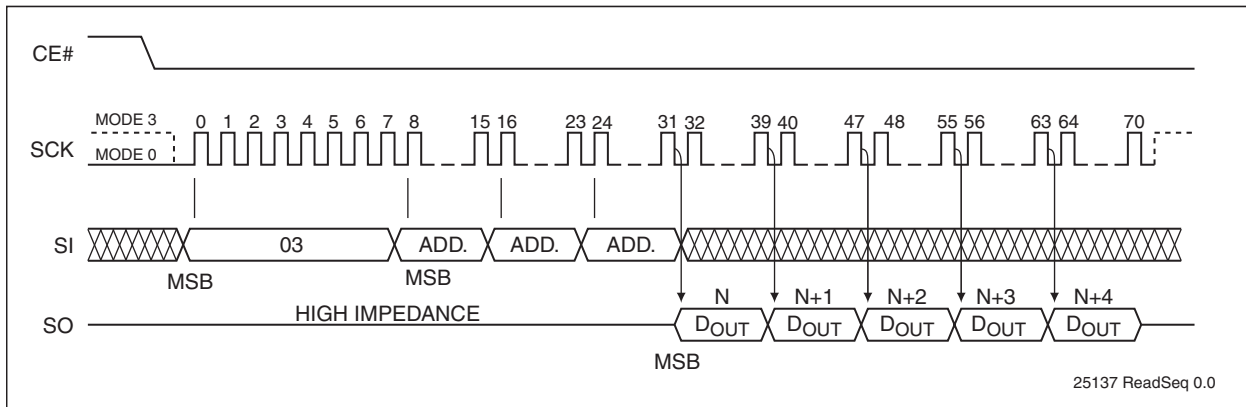 CE#
MODE 3
0 1 2 3 4 5 6 7 8 15 16 23 24 31 32 39 40 47 48 55 56 63 64 70
SCK
MODE 0
SI 03 ADD. ADD. ADD.
MSB MSB
HIGH IMPEDANCE N N+1 N+2 N+3 N+4
SO DOUT DOUT DOUT DOUT DOUT
MSB
25137 ReadSeq 0.0